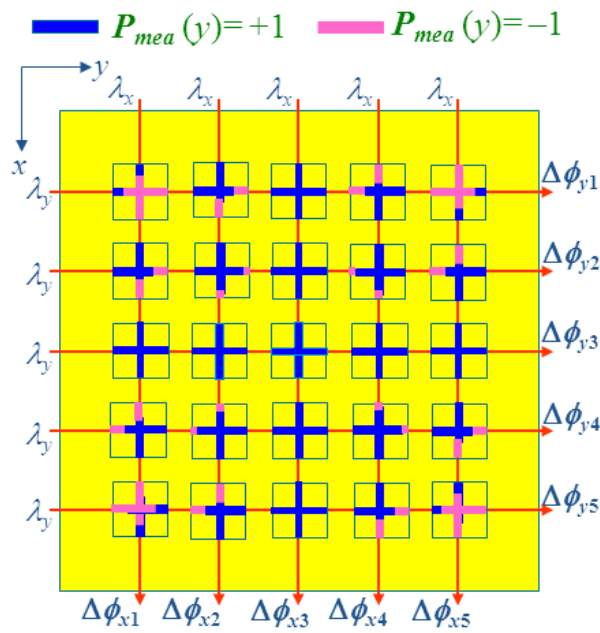 P_mea (y)=+1 P_mea (y)=−1
y
x
λ_x λ_x λ_x λ_x λ_x
λ_y Δϕ_y1
λ_y Δϕ_y2
λ_y Δϕ_y3
λ_y Δϕ_y4
λ_y Δϕ_y5
Δϕ_x1 Δϕ_x2 Δϕ_x3 Δϕ_x4 Δϕ_x5